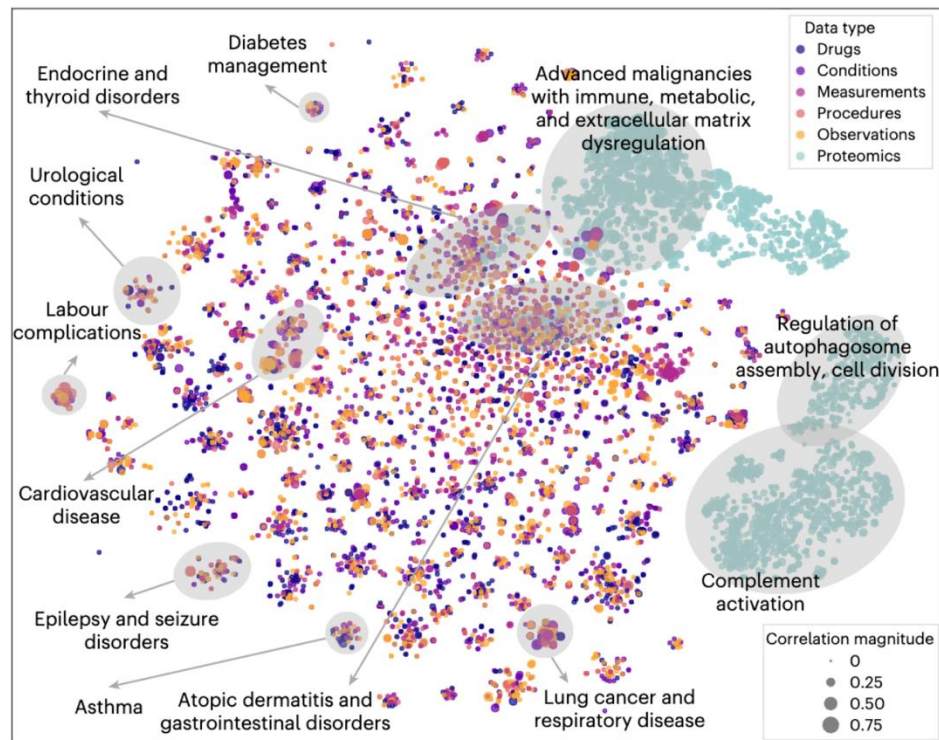 Diabetes
management
Endocrine and
thyroid disorders
Advanced malignancies
with immune, metabolic,
and extracellular matrix
dysregulation
Data type
Drugs
Conditions
Measurements
Procedures
Observations
Proteomics
Urological
conditions
Labour
complications
Regulation of
autophagosome
assembly, cell division
Cardiovascular
disease
Complement
activation
Epilepsy and seizure
disorders
Asthma
Atopic dermatitis and
gastrointestinal disorders
Lung cancer and
respiratory disease
Correlation magnitude
0
0.25
0.50
0.75